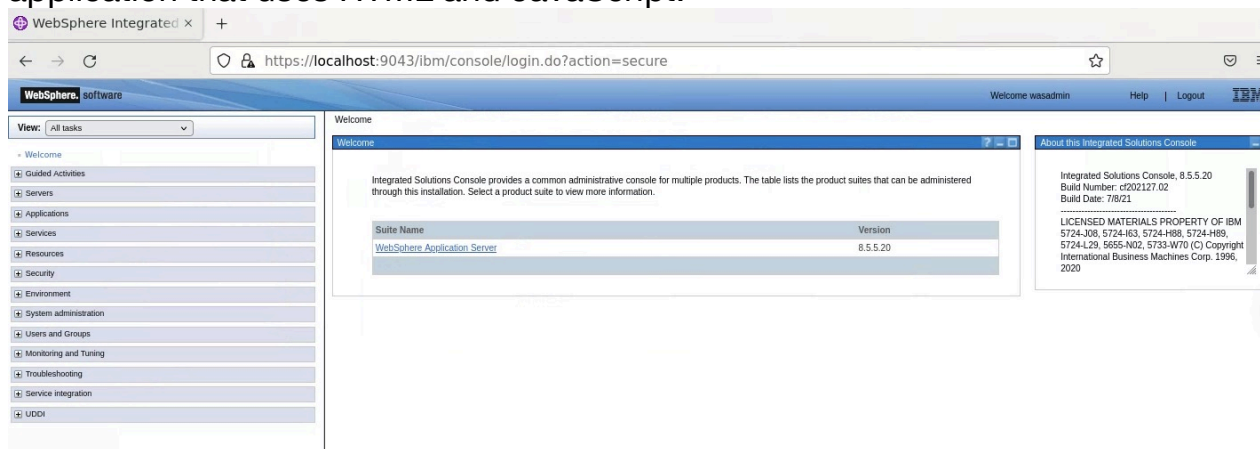 application that uses HTML and JavaScript.
WebSphere Integrated × +
https://localhost:9043/ibm/console/login.do?action=secure
WebSphere. software
Welcome wasadmin Help | Logout IBM
View: All tasks
Welcome
Guided Activities
Servers
Applications
Services
Resources
Security
Environment
System administration
Users and Groups
Monitoring and Tuning
Troubleshooting
Service integration
UDDI
Welcome
Welcome
Integrated Solutions Console provides a common administrative console for multiple products. The table lists the product suites that can be administered
through this installation. Select a product suite to view more information.
Suite Name Version
WebSphere Application Server 8.5.5.20
About this Integrated Solutions Console
Integrated Solutions Console, 8.5.5.20
Build Number: cf202127.02
Build Date: 7/8/21
----------------------------------------
LICENSED MATERIALS PROPERTY OF IBM
5724-J08, 5724-I63, 5724-H88, 5724-H89,
5724-L29, 5655-N02, 5733-W70 (C) Copyright
International Business Machines Corp. 1996,
2020